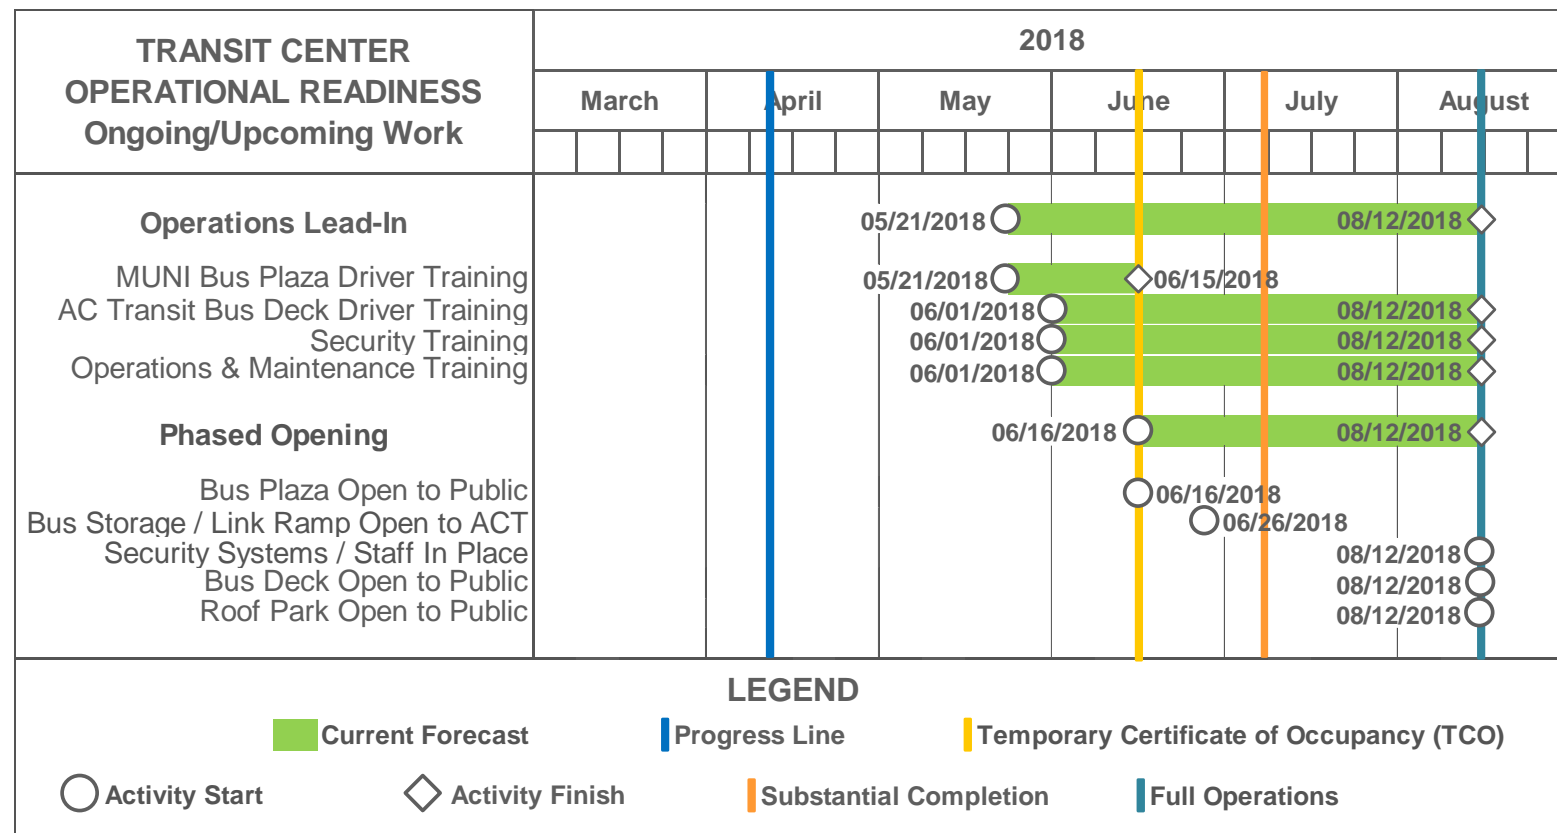 TRANSIT CENTER
OPERATIONAL READINESS
Ongoing/Upcoming Work
2018
March April May June July August
Operations Lead-In 05/21/2018 08/12/2018
MUNI Bus Plaza Driver Training 05/21/2018 06/15/2018
AC Transit Bus Deck Driver Training 06/01/2018 08/12/2018
Security Training 06/01/2018 08/12/2018
Operations & Maintenance Training 06/01/2018 08/12/2018
Phased Opening 06/16/2018 08/12/2018
Bus Plaza Open to Public 06/16/2018
Bus Storage / Link Ramp Open to ACT 06/26/2018
Security Systems / Staff In Place 08/12/2018
Bus Deck Open to Public 08/12/2018
Roof Park Open to Public 08/12/2018
LEGEND
Current Forecast Progress Line Temporary Certificate of Occupancy (TCO)
Activity Start Activity Finish Substantial Completion Full Operations